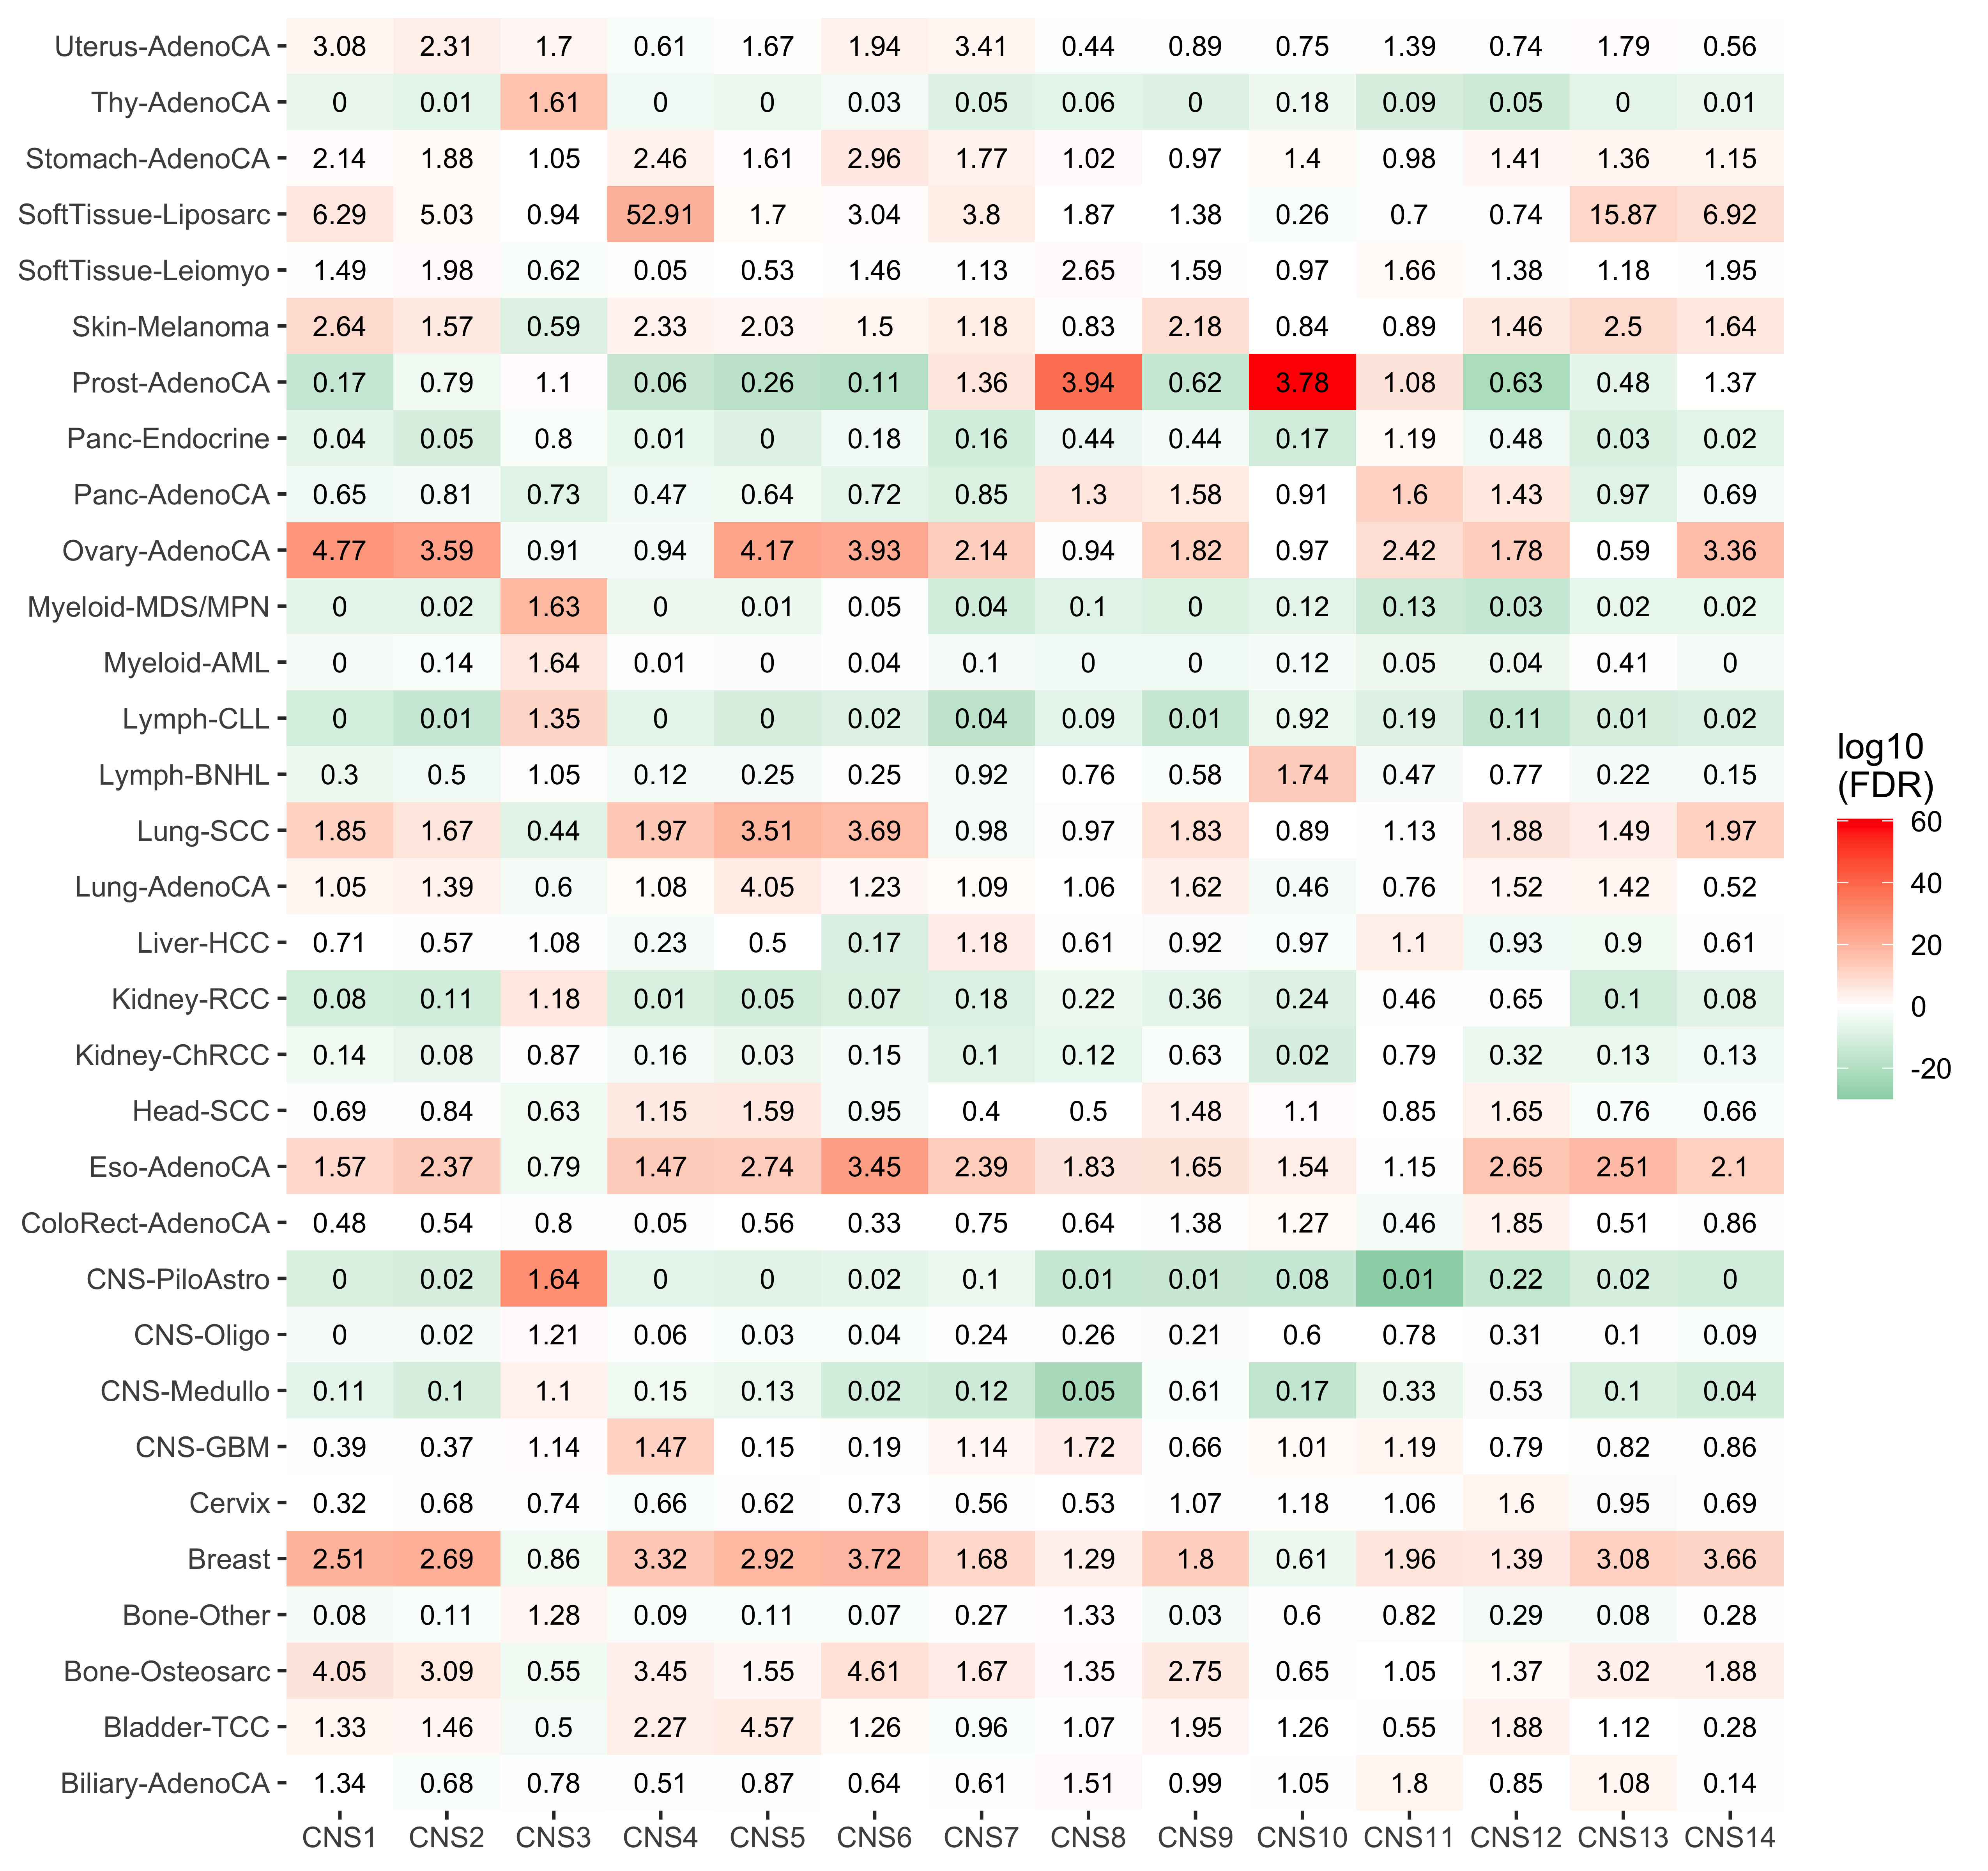 Uterus-AdenoCA 3.08 2.31 1.7 0.61 1.67 1.94 3.41 0.44 0.89 0.75 1.39 0.74 1.79 0.56
Thy-AdenoCA 0 0.01 1.61 0 0 0.03 0.05 0.06 0 0.18 0.09 0.05 0 0.01
Stomach-AdenoCA 2.14 1.88 1.05 2.46 1.61 2.96 1.77 1.02 0.97 1.4 0.98 1.41 1.36 1.15
SoftTissue-Liposarc 6.29 5.03 0.94 52.91 1.7 3.04 3.8 1.87 1.38 0.26 0.7 0.74 15.87 6.92
SoftTissue-Leiomyo 1.49 1.98 0.62 0.05 0.53 1.46 1.13 2.65 1.59 0.97 1.66 1.38 1.18 1.95
Skin-Melanoma 2.64 1.57 0.59 2.33 2.03 1.5 1.18 0.83 2.18 0.84 0.89 1.46 2.5 1.64
Prost-AdenoCA 0.17 0.79 1.1 0.06 0.26 0.11 1.36 3.94 0.62 3.78 1.08 0.63 0.48 1.37
Panc-Endocrine 0.04 0.05 0.8 0.01 0 0.18 0.16 0.44 0.44 0.17 1.19 0.48 0.03 0.02
Panc-AdenoCA 0.65 0.81 0.73 0.47 0.64 0.72 0.85 1.3 1.58 0.91 1.6 1.43 0.97 0.69
Ovary-AdenoCA 4.77 3.59 0.91 0.94 4.17 3.93 2.14 0.94 1.82 0.97 2.42 1.78 0.59 3.36
Myeloid-MDS/MPN 0 0.02 1.63 0 0.01 0.05 0.04 0.1 0 0.12 0.13 0.03 0.02 0.02
Myeloid-AML 0 0.14 1.64 0.01 0 0.04 0.1 0 0 0.12 0.05 0.04 0.41 0
Lymph-CLL 0 0.01 1.35 0 0 0.02 0.04 0.09 0.01 0.92 0.19 0.11 0.01 0.02
Lymph-BNHL 0.3 0.5 1.05 0.12 0.25 0.25 0.92 0.76 0.58 1.74 0.47 0.77 0.22 0.15
Lung-SCC 1.85 1.67 0.44 1.97 3.51 3.69 0.98 0.97 1.83 0.89 1.13 1.88 1.49 1.97
Lung-AdenoCA 1.05 1.39 0.6 1.08 4.05 1.23 1.09 1.06 1.62 0.46 0.76 1.52 1.42 0.52
Liver-HCC 0.71 0.57 1.08 0.23 0.5 0.17 1.18 0.61 0.92 0.97 1.1 0.93 0.9 0.61
Kidney-RCC 0.08 0.11 1.18 0.01 0.05 0.07 0.18 0.22 0.36 0.24 0.46 0.65 0.1 0.08
Kidney-ChRCC 0.14 0.08 0.87 0.16 0.03 0.15 0.1 0.12 0.63 0.02 0.79 0.32 0.13 0.13
Head-SCC 0.69 0.84 0.63 1.15 1.59 0.95 0.4 0.5 1.48 1.1 0.85 1.65 0.76 0.66
Eso-AdenoCA 1.57 2.37 0.79 1.47 2.74 3.45 2.39 1.83 1.65 1.54 1.15 2.65 2.51 2.1
ColoRect-AdenoCA 0.48 0.54 0.8 0.05 0.56 0.33 0.75 0.64 1.38 1.27 0.46 1.85 0.51 0.86
CNS-PiloAstro 0 0.02 1.64 0 0 0.02 0.1 0.01 0.01 0.08 0.01 0.22 0.02 0
CNS-Oligo 0 0.02 1.21 0.06 0.03 0.04 0.24 0.26 0.21 0.6 0.78 0.31 0.1 0.09
CNS-Medullo 0.11 0.1 1.1 0.15 0.13 0.02 0.12 0.05 0.61 0.17 0.33 0.53 0.1 0.04
CNS-GBM 0.39 0.37 1.14 1.47 0.15 0.19 1.14 1.72 0.66 1.01 1.19 0.79 0.82 0.86
Cervix 0.32 0.68 0.74 0.66 0.62 0.73 0.56 0.53 1.07 1.18 1.06 1.6 0.95 0.69
Breast 2.51 2.69 0.86 3.32 2.92 3.72 1.68 1.29 1.8 0.61 1.96 1.39 3.08 3.66
Bone-Other 0.08 0.11 1.28 0.09 0.11 0.07 0.27 1.33 0.03 0.6 0.82 0.29 0.08 0.28
Bone-Osteosarc 4.05 3.09 0.55 3.45 1.55 4.61 1.67 1.35 2.75 0.65 1.05 1.37 3.02 1.88
Bladder-TCC 1.33 1.46 0.5 2.27 4.57 1.26 0.96 1.07 1.95 1.26 0.55 1.88 1.12 0.28
Biliary-AdenoCA 1.34 0.68 0.78 0.51 0.87 0.64 0.61 1.51 0.99 1.05 1.8 0.85 1.08 0.14
CNS1 CNS2 CNS3 CNS4 CNS5 CNS6 CNS7 CNS8 CNS9 CNS10 CNS11 CNS12 CNS13 CNS14
log10
(FDR)
60
40
20
0
-20